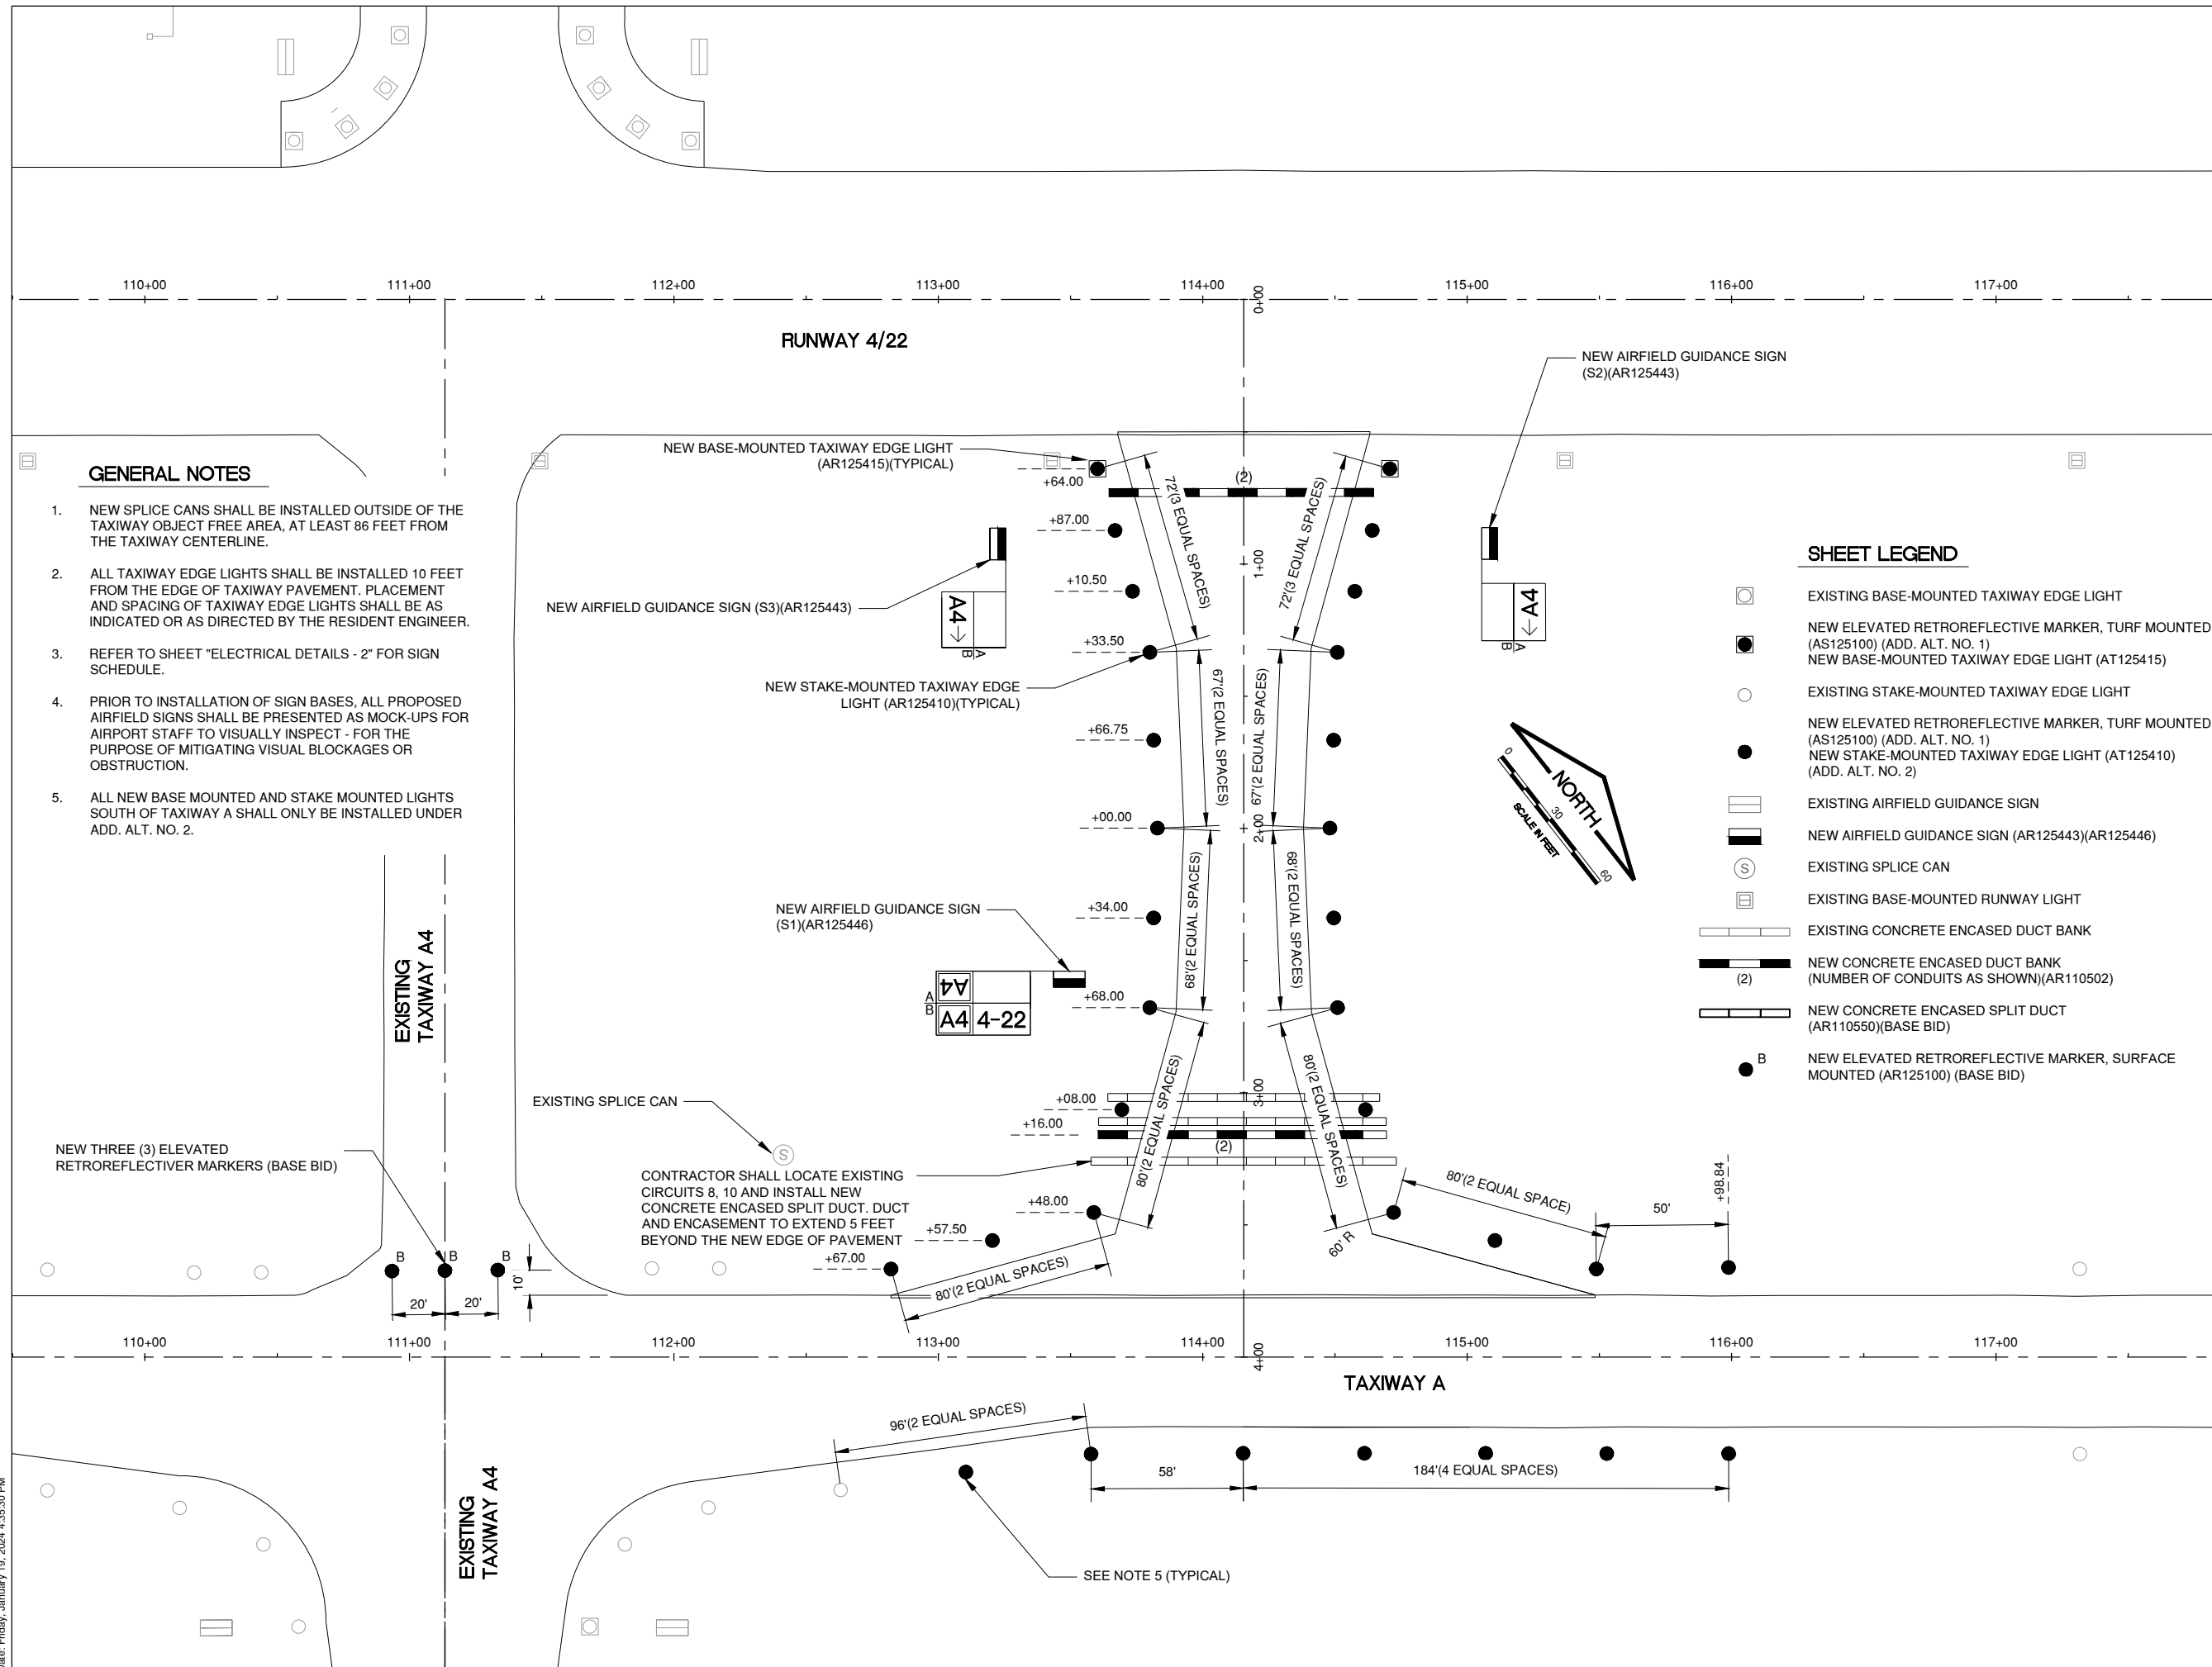 110+00
111+00
112+00
113+00
114+00
115+00
116+00
117+00
0+00
RUNWAY 4/22
NEW AIRFIELD GUIDANCE SIGN
(S2)(AR125443)
GENERAL NOTES
1. NEW SPLICE CANS SHALL BE INSTALLED OUTSIDE OF THE
TAXIWAY OBJECT FREE AREA, AT LEAST 86 FEET FROM
THE TAXIWAY CENTERLINE.
2. ALL TAXIWAY EDGE LIGHTS SHALL BE INSTALLED 10 FEET
FROM THE EDGE OF TAXIWAY PAVEMENT. PLACEMENT
AND SPACING OF TAXIWAY EDGE LIGHTS SHALL BE AS
INDICATED OR AS DIRECTED BY THE RESIDENT ENGINEER.
3. REFER TO SHEET "ELECTRICAL DETAILS - 2" FOR SIGN
SCHEDULE.
4. PRIOR TO INSTALLATION OF SIGN BASES, ALL PROPOSED
AIRFIELD SIGNS SHALL BE PRESENTED AS MOCK-UPS FOR
AIRPORT STAFF TO VISUALLY INSPECT - FOR THE
PURPOSE OF MITIGATING VISUAL BLOCKAGES OR
OBSTRUCTION.
5. ALL NEW BASE MOUNTED AND STAKE MOUNTED LIGHTS
SOUTH OF TAXIWAY A SHALL ONLY BE INSTALLED UNDER
ADD. ALT. NO. 2.
NEW BASE-MOUNTED TAXIWAY EDGE LIGHT
(AR125415)(TYPICAL)
+64.00
(2)
+87.00
72'(3 EQUAL SPACES)
72'(3 EQUAL SPACES)
1+00
+10.50
NEW AIRFIELD GUIDANCE SIGN (S3)(AR125443)
A4
B
A
A4
B
A
+33.50
NEW STAKE-MOUNTED TAXIWAY EDGE
LIGHT (AR125410)(TYPICAL)
67'(2 EQUAL SPACES)
67'(2 EQUAL SPACES)
+66.75
+00.00
2+00
68'(2 EQUAL SPACES)
68'(2 EQUAL SPACES)
+34.00
NEW AIRFIELD GUIDANCE SIGN
(S1)(AR125446)
A
B
A4
A4 4-22
+68.00
EXISTING
TAXIWAY A4
80'(2 EQUAL SPACES)
80'(2 EQUAL SPACES)
3+00
+08.00
+16.00
(2)
EXISTING SPLICE CAN
S
CONTRACTOR SHALL LOCATE EXISTING
CIRCUITS 8, 10 AND INSTALL NEW
CONCRETE ENCASED SPLIT DUCT. DUCT
AND ENCASEMENT TO EXTEND 5 FEET
BEYOND THE NEW EDGE OF PAVEMENT
+48.00
+57.50
+67.00
NEW THREE (3) ELEVATED
RETROREFLECTIVER MARKERS (BASE BID)
B
B
B
20'
20'
10'
80'(2 EQUAL SPACES)
60' R
80'(2 EQUAL SPACE)
50'
+98.84
NORTH
0
30
60
SCALE IN FEET
SHEET LEGEND
EXISTING BASE-MOUNTED TAXIWAY EDGE LIGHT
NEW ELEVATED RETROREFLECTIVE MARKER, TURF MOUNTED
(AS125100) (ADD. ALT. NO. 1)
NEW BASE-MOUNTED TAXIWAY EDGE LIGHT (AT125415)
EXISTING STAKE-MOUNTED TAXIWAY EDGE LIGHT
NEW ELEVATED RETROREFLECTIVE MARKER, TURF MOUNTED
(AS125100) (ADD. ALT. NO. 1)
NEW STAKE-MOUNTED TAXIWAY EDGE LIGHT (AT125410)
(ADD. ALT. NO. 2)
EXISTING AIRFIELD GUIDANCE SIGN
NEW AIRFIELD GUIDANCE SIGN (AR125443)(AR125446)
S
EXISTING SPLICE CAN
EXISTING BASE-MOUNTED RUNWAY LIGHT
EXISTING CONCRETE ENCASED DUCT BANK
NEW CONCRETE ENCASED DUCT BANK
(2)
(NUMBER OF CONDUITS AS SHOWN)(AR110502)
NEW CONCRETE ENCASED SPLIT DUCT
(AR110550)(BASE BID)
B
NEW ELEVATED RETROREFLECTIVE MARKER, SURFACE
MOUNTED (AR125100) (BASE BID)
110+00
111+00
112+00
113+00
114+00
115+00
116+00
117+00
4+00
TAXIWAY A
96'(2 EQUAL SPACES)
58'
184'(4 EQUAL SPACES)
EXISTING
TAXIWAY A4
SEE NOTE 5 (TYPICAL)
Date: Friday, January 19, 2024 4:35:30 PM